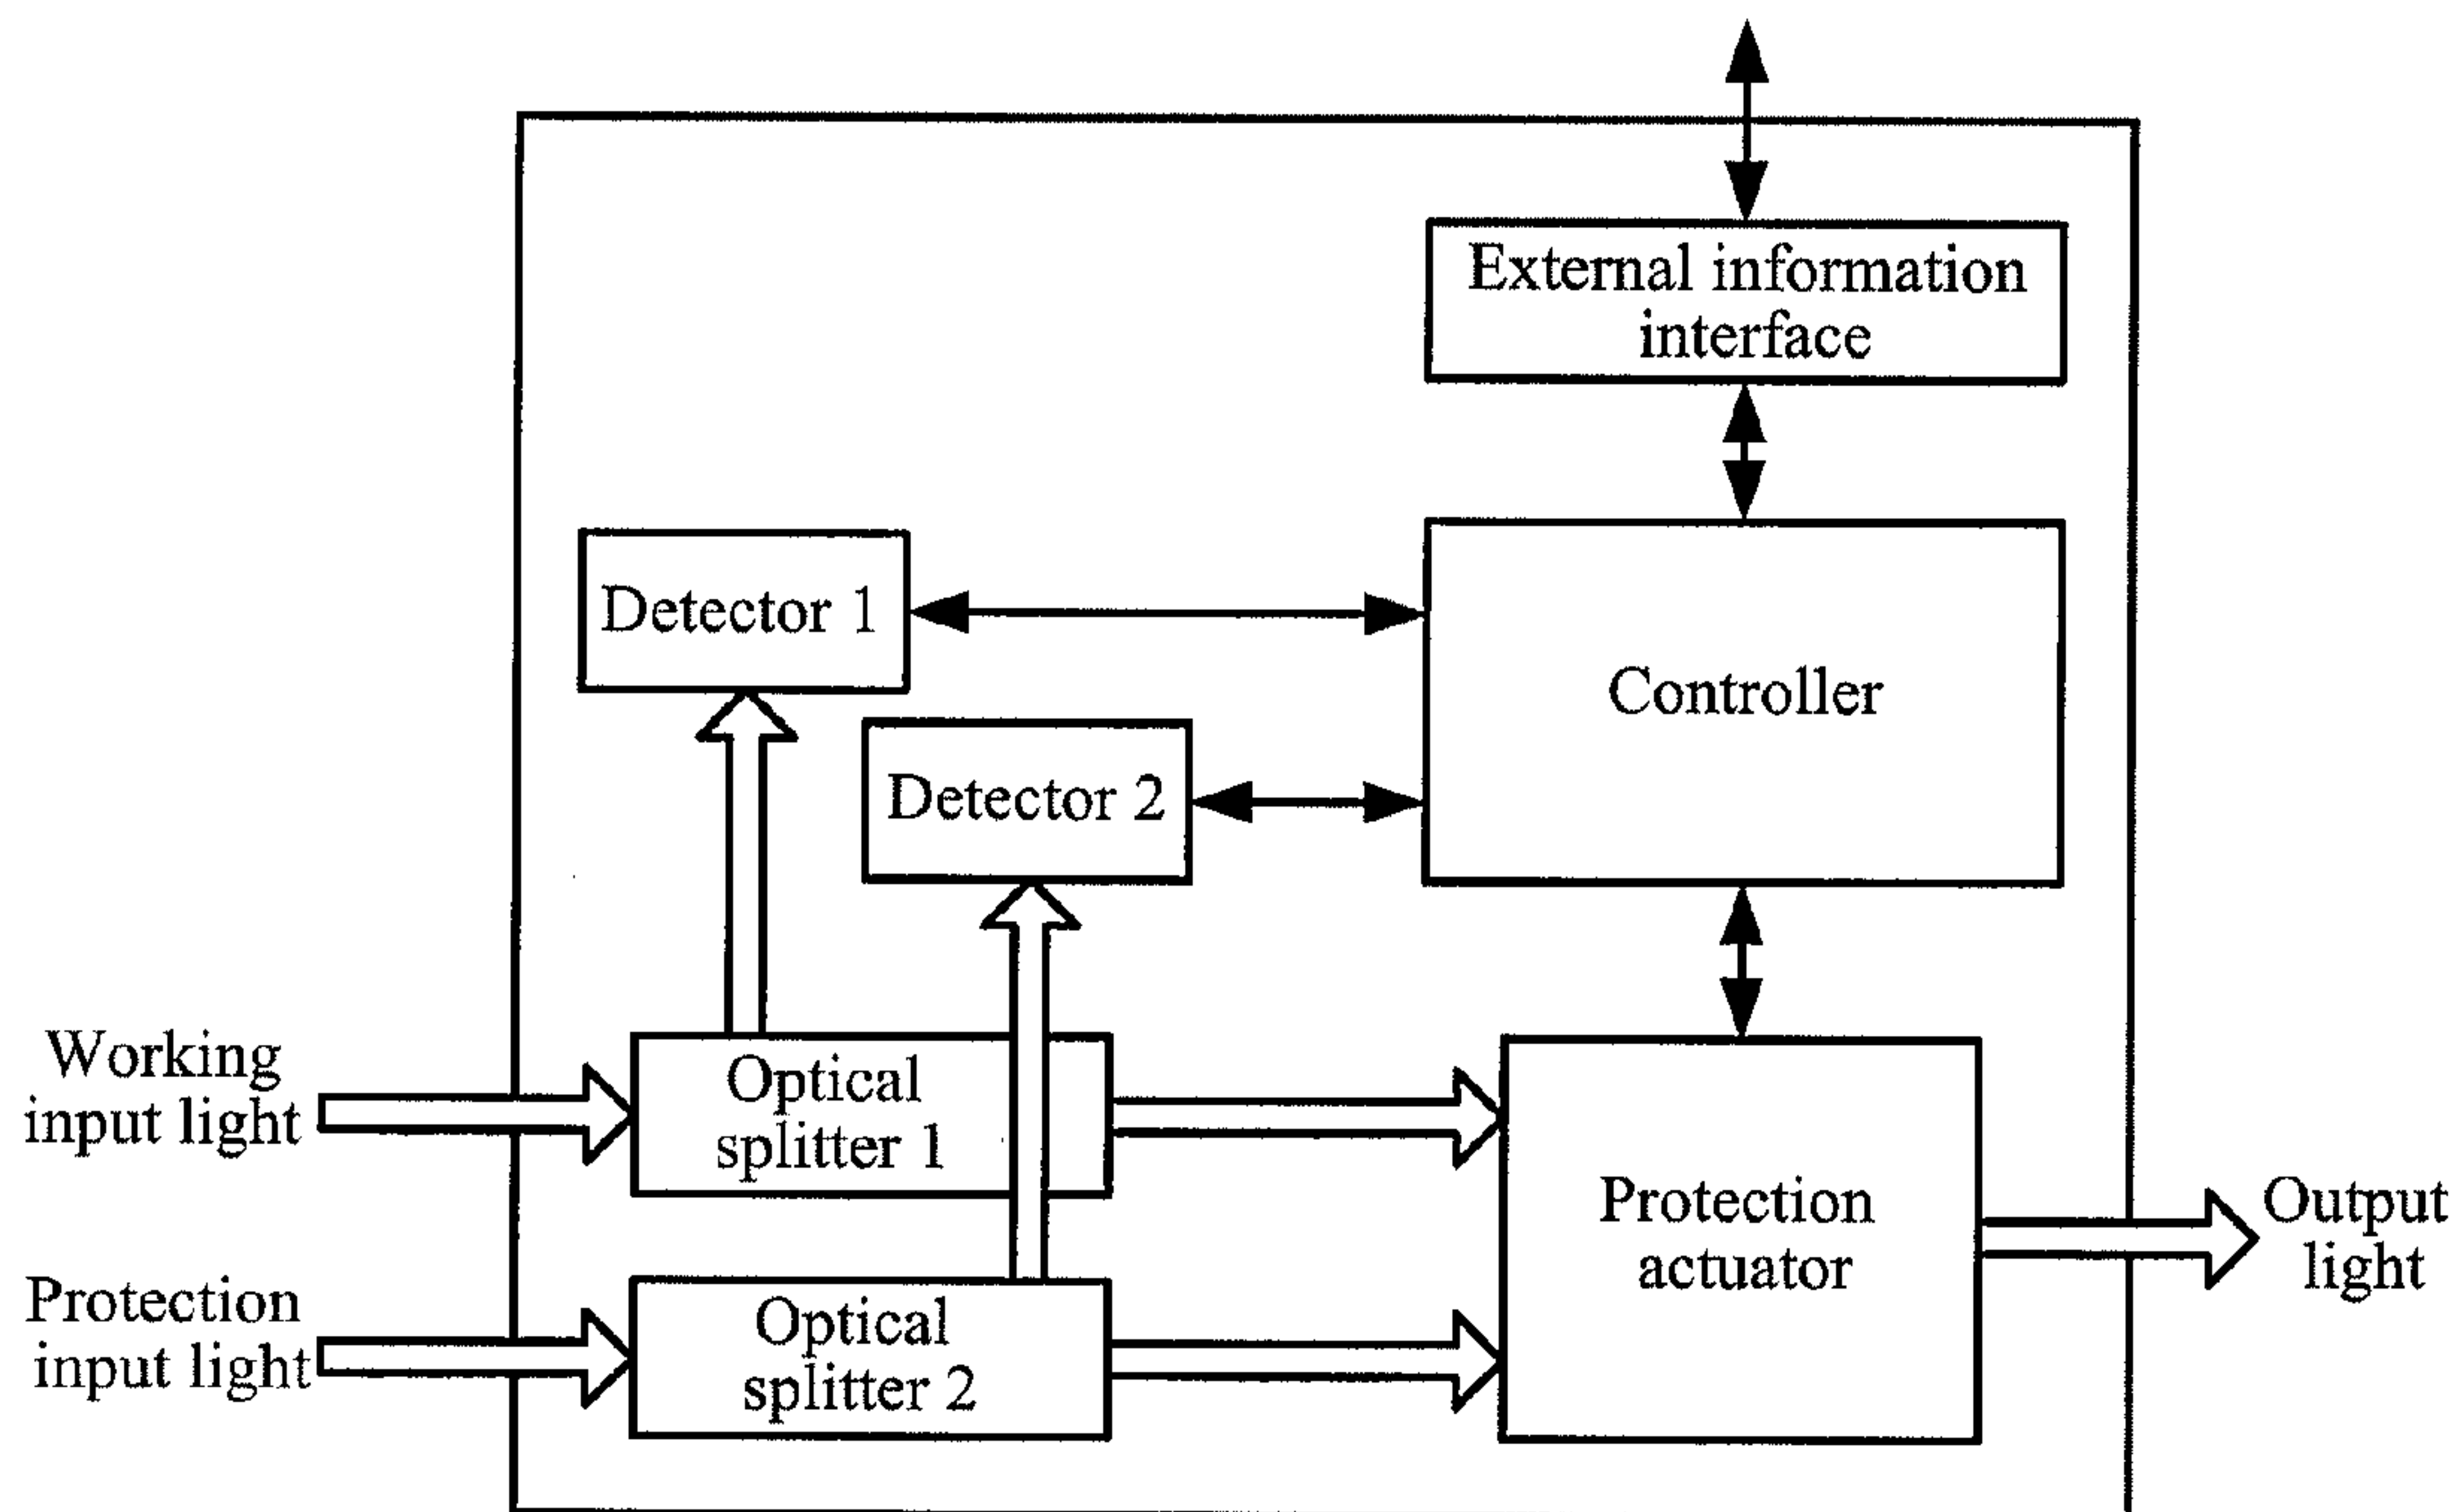 External information
interface
Detector 1
Controller
Detector 2
Working
input light
Optical
splitter 1
Protection
actuator
Output
light
Protection
input light
Optical
splitter 2